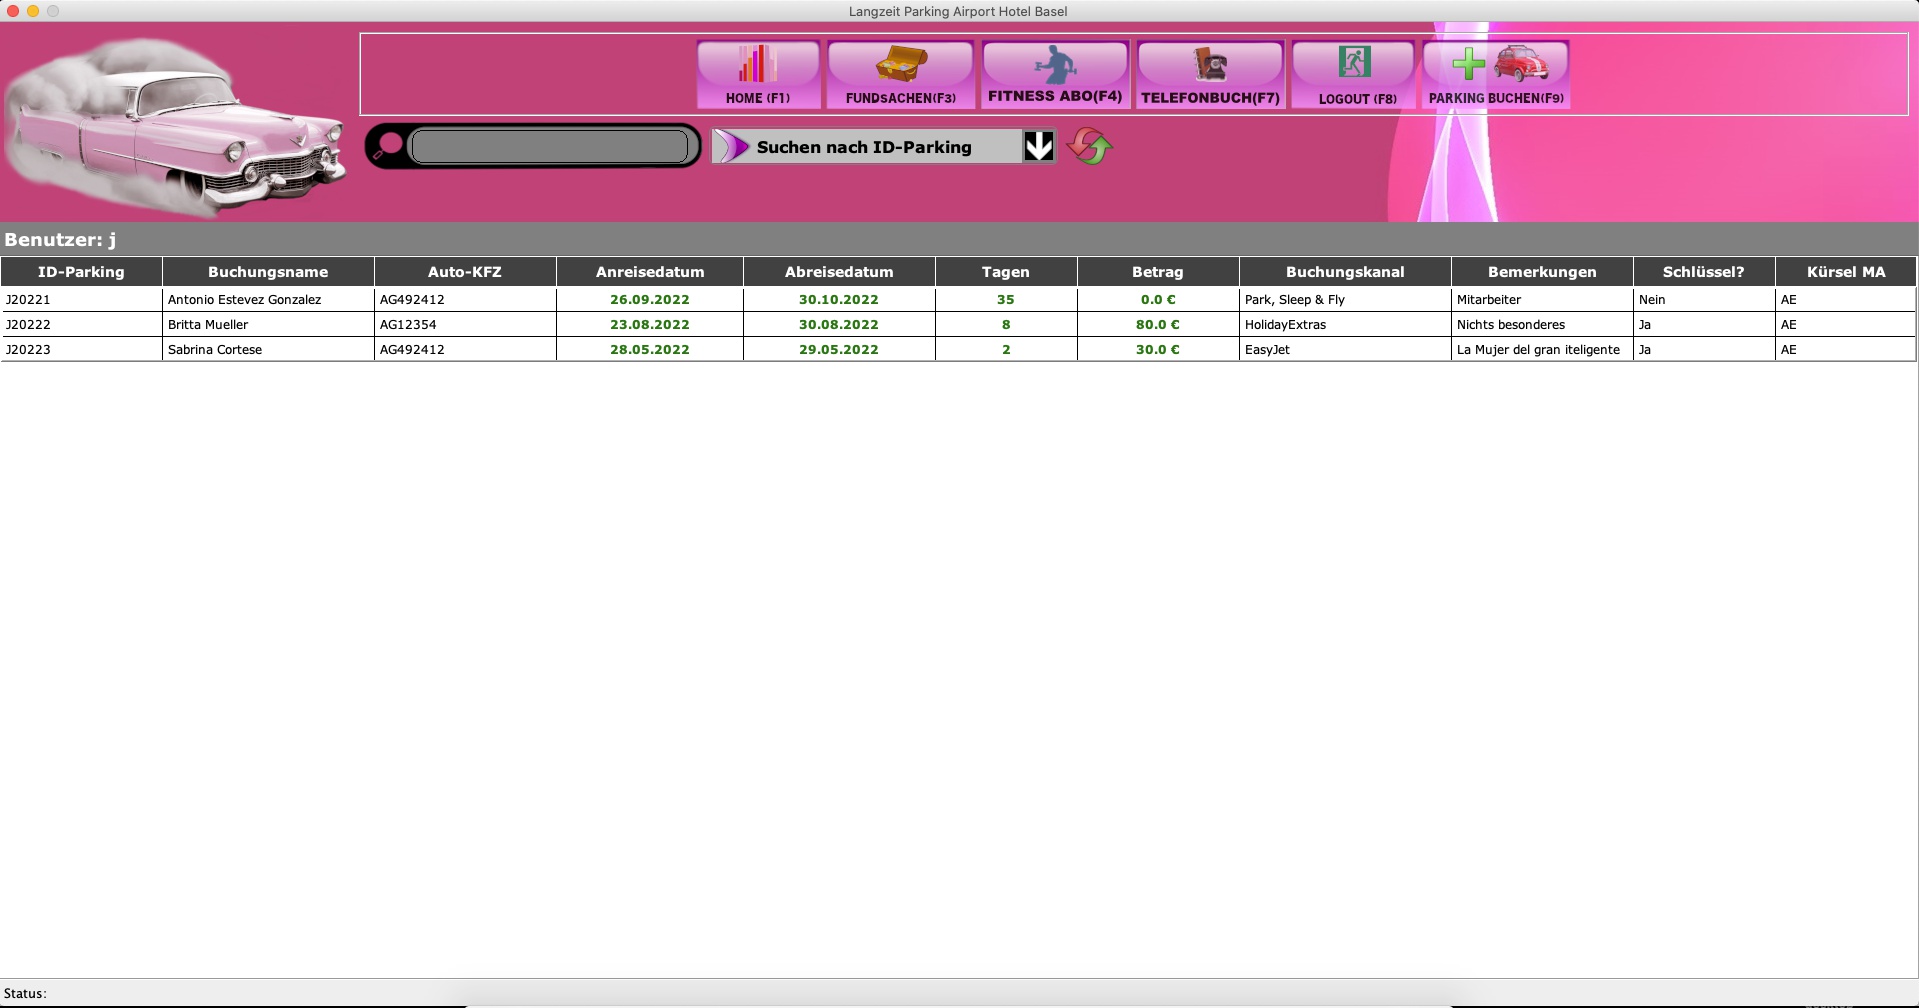 Langzeit Parking Airport Hotel Basel
HOME (F1) FUNDSACHEN(F3) FITNESS ABO(F4) TELEFONBUCH(F7) LOGOUT (F8) PARKING BUCHEN(F9)
Suchen nach ID-Parking
Benutzer: j
ID-Parking Buchungsname Auto-KFZ Anreisedatum Abreisedatum Tagen Betrag Buchungskanal Bemerkungen Schlüssel? Kürsel MA
J20221 Antonio Estevez Gonzalez AG492412 26.09.2022 30.10.2022 35 0.0 € Park, Sleep & Fly Mitarbeiter Nein AE
J20222 Britta Mueller AG12354 23.08.2022 30.08.2022 8 80.0 € HolidayExtras Nichts besonderes Ja AE
J20223 Sabrina Cortese AG492412 28.05.2022 29.05.2022 2 30.0 € EasyJet La Mujer del gran iteligente Ja AE
Status: